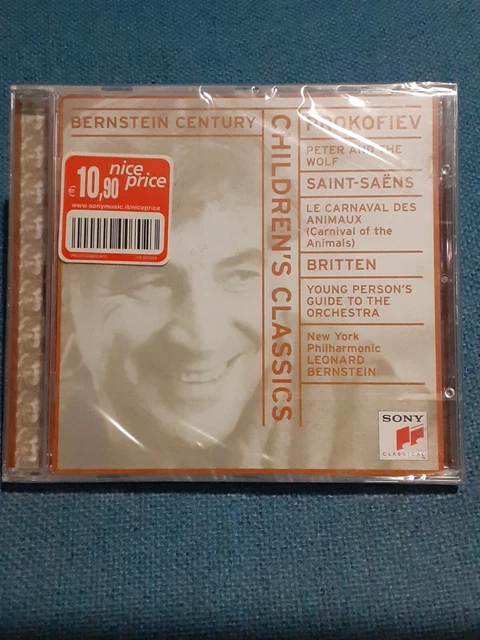 BERNSTEIN CENTURY
CHILDREN'S CLASSICS
PROKOFIEV
PETER AND THE
WOLF
SAINT-SAËNS
LE CARNAVAL DES
ANIMAUX
(Carnival of the
Animals)
BRITTEN
YOUNG PERSON'S
GUIDE TO THE
ORCHESTRA
New York
Philharmonic
LEONARD
BERNSTEIN
SONY
CLASSICAL
nice
price
€ 10,90
www.sonymusic.it/niceprice